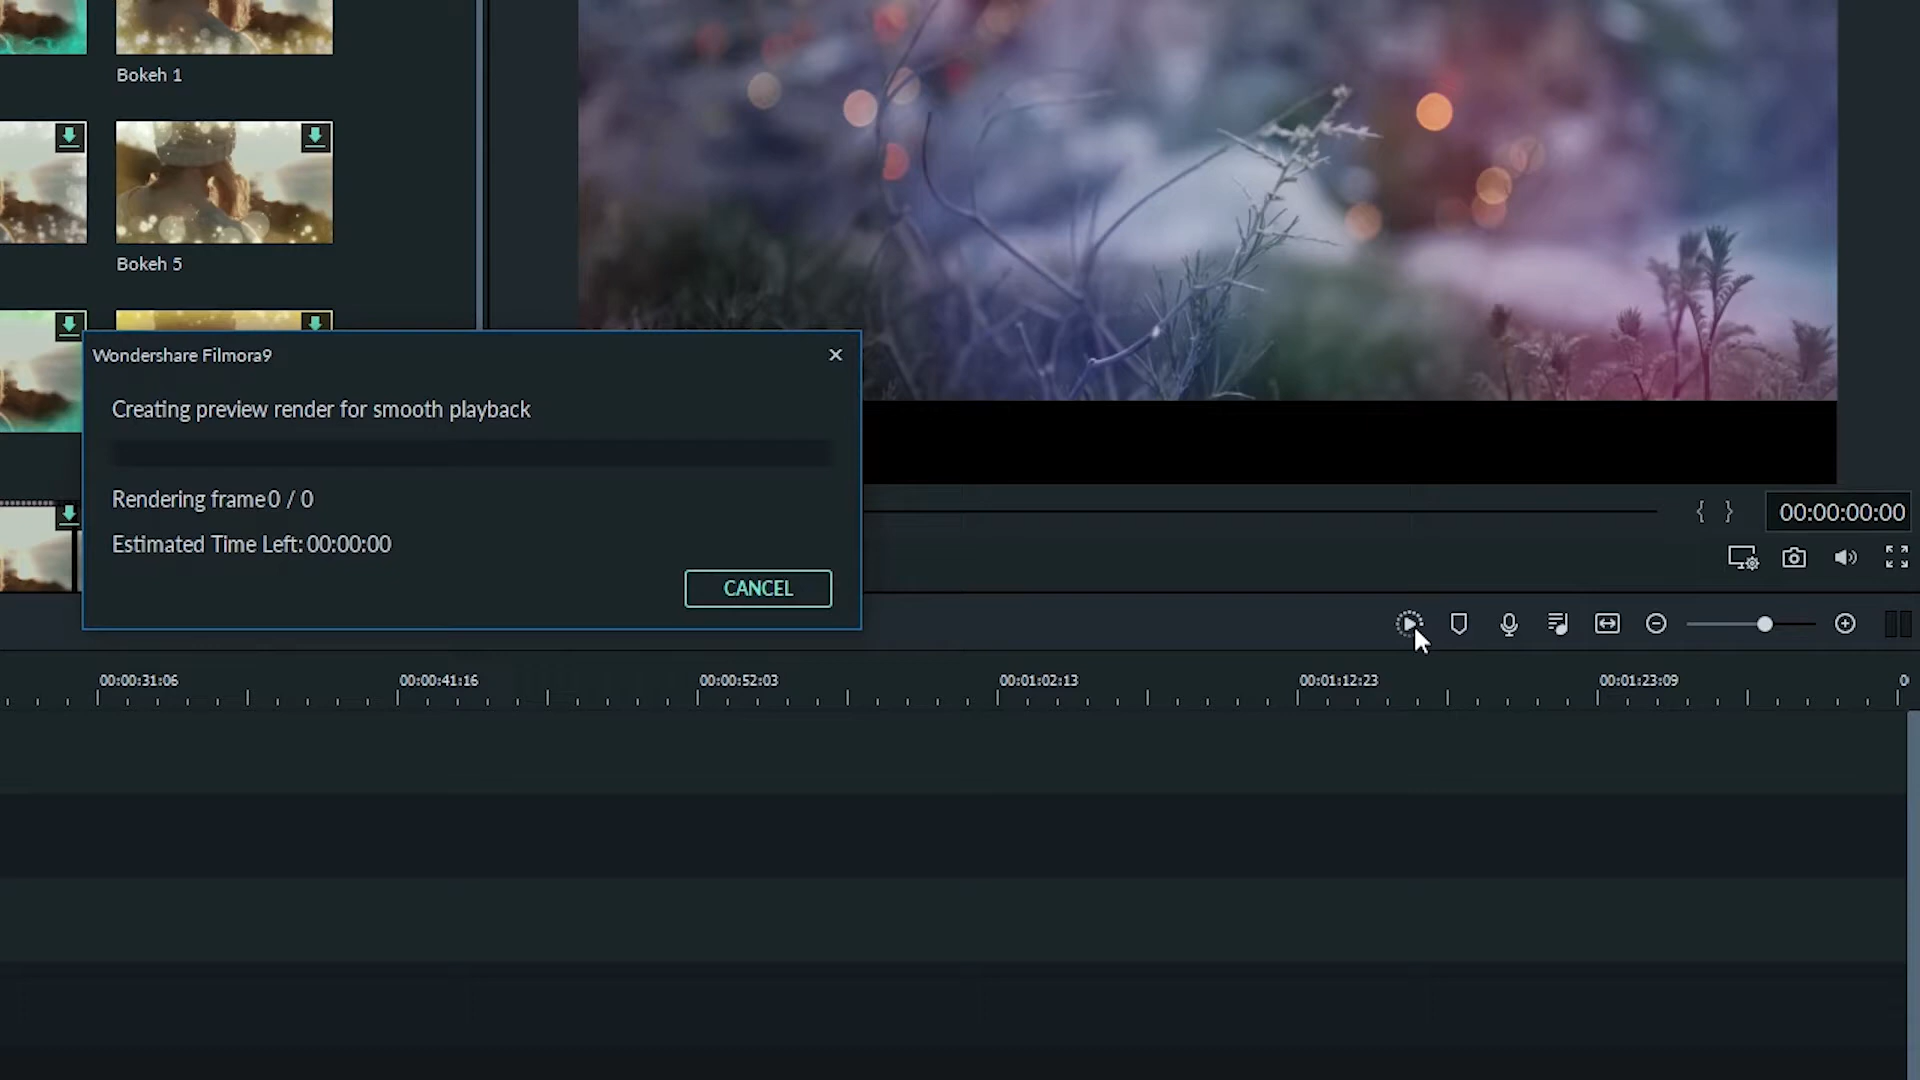 Bokeh 1
Bokeh 5
Wondershare Filmora9
Creating preview render for smooth playback
Rendering frame0 / 0
Estimated Time Left: 00:00:00
CANCEL
{ }
00:00:00:00
00:00:31:06
00:00:41:16
00:00:52:03
00:01:02:13
00:01:12:23
00:01:23:09